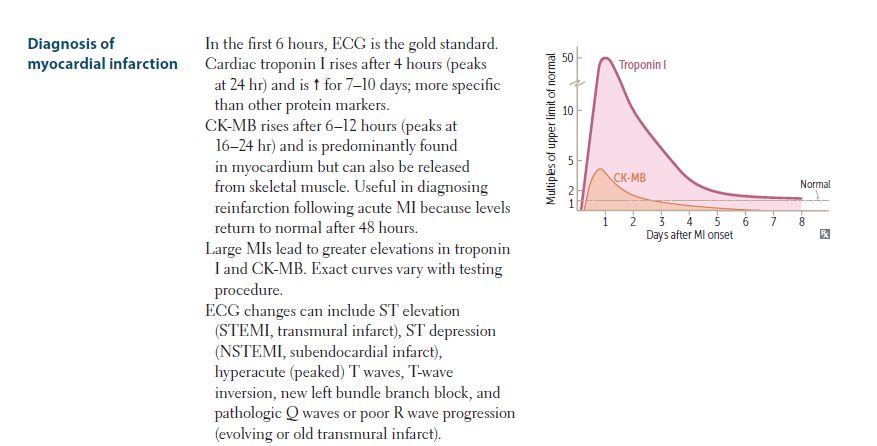 Diagnosis of
myocardial infarction
In the first 6 hours, ECG is the gold standard.
Cardiac troponin I rises after 4 hours (peaks
at 24 hr) and is ↑ for 7–10 days; more specific
than other protein markers.
CK-MB rises after 6–12 hours (peaks at
16–24 hr) and is predominantly found
in myocardium but can also be released
from skeletal muscle. Useful in diagnosing
reinfarction following acute MI because levels
return to normal after 48 hours.
Large MIs lead to greater elevations in troponin
I and CK-MB. Exact curves vary with testing
procedure.
ECG changes can include ST elevation
(STEMI, transmural infarct), ST depression
(NSTEMI, subendocardial infarct),
hyperacute (peaked) T waves, T-wave
inversion, new left bundle branch block, and
pathologic Q waves or poor R wave progression
(evolving or old transmural infarct).
Multiples of upper limit of normal
50
10
5
2
1
Troponin I
CK-MB
Normal
1 2 3 4 5 6 7 8
Days after MI onset